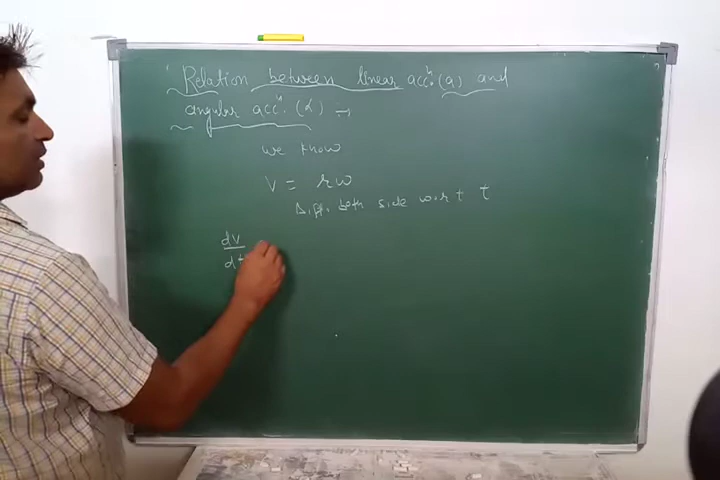 Relation between linear accⁿ.(a) and
angular accⁿ. (α) →
we know
v = rω
Diff. both side w.r.t t
dv
dt